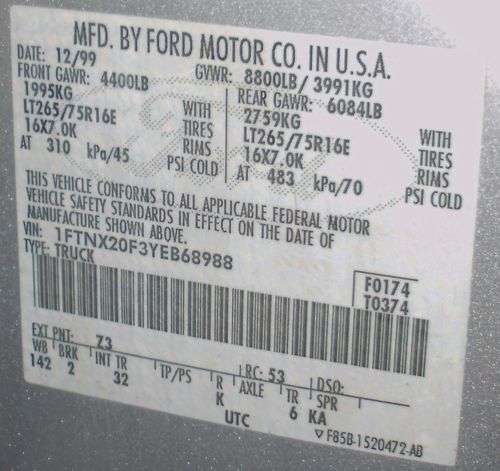 MFD. BY FORD MOTOR CO. IN U.S.A.
DATE: 12/99 GVWR: 8800LB/ 3991KG
FRONT GAWR: 4400LB REAR GAWR: 6084LB
1995KG WITH 2759KG WITH
LT265/75R16E TIRES LT265/75R16E TIRES
16X7.0K RIMS 16X7.0K RIMS
AT 310 kPa/45 PSI COLD AT 483 kPa/70 PSI COLD
THIS VEHICLE CONFORMS TO ALL APPLICABLE FEDERAL MOTOR
VEHICLE SAFETY STANDARDS IN EFFECT ON THE DATE OF
MANUFACTURE SHOWN ABOVE.
VIN: 1FTNX20F3YEB68988
TYPE: TRUCK F0174
T0374
EXT PNT: Z3 RC: 53 DSO:
WB BRK INT TR TP/PS R AXLE TR SPR
142 2 32 K 6 KA
UTC
▽ F85B-1520472-AB